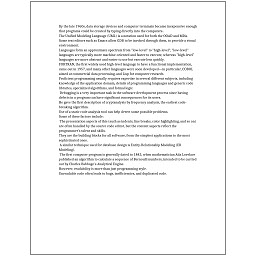 By the late 1960s, data storage devices and computer terminals became inexpensive enough
that programs could be created by typing directly into the computers.
The Unified Modeling Language (UML) is a notation used for both the OOAD and MDA.
Some text editors such as Emacs allow GDB to be invoked through them, to provide a visual
environment.
Languages form an approximate spectrum from "low-level" to "high-level"; "low-level"
languages are typically more machine-oriented and faster to execute, whereas "high-level"
languages are more abstract and easier to use but execute less quickly.
FORTRAN, the first widely used high-level language to have a functional implementation,
came out in 1957, and many other languages were soon developed—in particular, COBOL
aimed at commercial data processing, and Lisp for computer research.
Proficient programming usually requires expertise in several different subjects, including
knowledge of the application domain, details of programming languages and generic code
libraries, specialized algorithms, and formal logic.
Debugging is a very important task in the software development process since having
defects in a program can have significant consequences for its users.
He gave the first description of cryptanalysis by frequency analysis, the earliest code-
breaking algorithm.
Use of a static code analysis tool can help detect some possible problems.
Some of these factors include:
The presentation aspects of this (such as indents, line breaks, color highlighting, and so on)
are often handled by the source code editor, but the content aspects reflect the
programmer's talent and skills.
They are the building blocks for all software, from the simplest applications to the most
sophisticated ones.
A similar technique used for database design is Entity-Relationship Modeling (ER
Modeling).
The first computer program is generally dated to 1843, when mathematician Ada Lovelace
published an algorithm to calculate a sequence of Bernoulli numbers, intended to be carried
out by Charles Babbage's Analytical Engine.
However, readability is more than just programming style.
Unreadable code often leads to bugs, inefficiencies, and duplicated code.